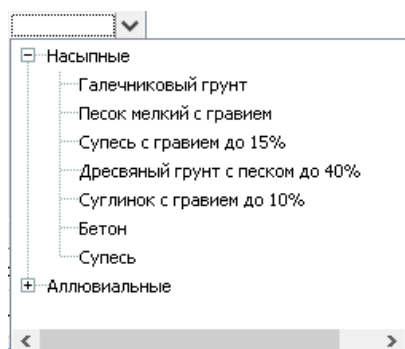 Насыпные
Галечниковый грунт
Песок мелкий с гравием
Супесь с гравием до 15%
Дресвяный грунт с песком до 40%
Суглинок с гравием до 10%
Бетон
Супесь
Аллювиальные